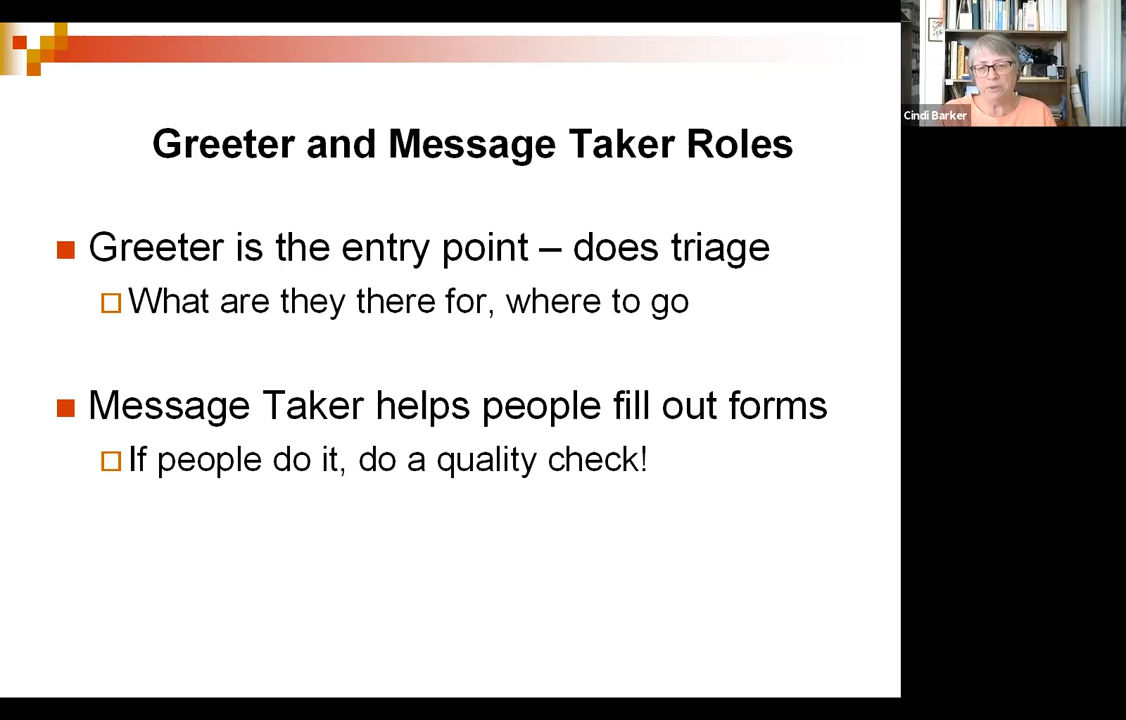 Greeter and Message Taker Roles
Greeter is the entry point – does triage
What are they there for, where to go
Message Taker helps people fill out forms
If people do it, do a quality check!
Cindi Barker